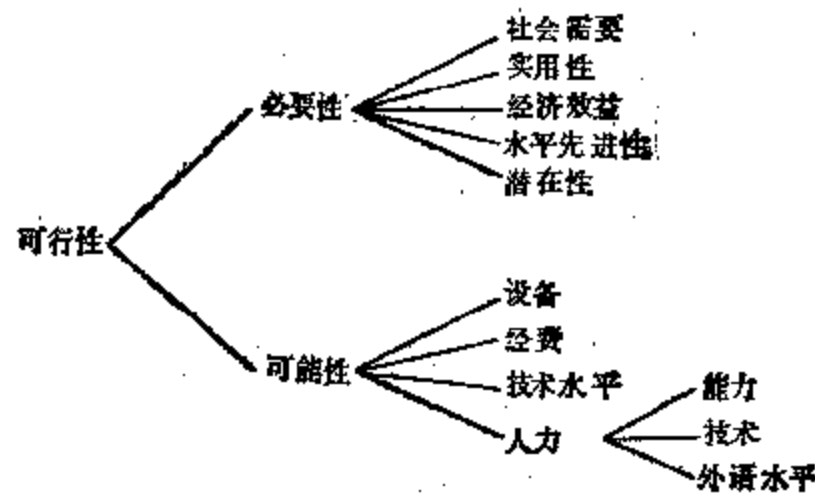 社会需要
实用性
必要性
经济效益
水平先进性
潜在性
可行性
设备
经费
可能性
技术水平
人力
能力
技术
外语水平